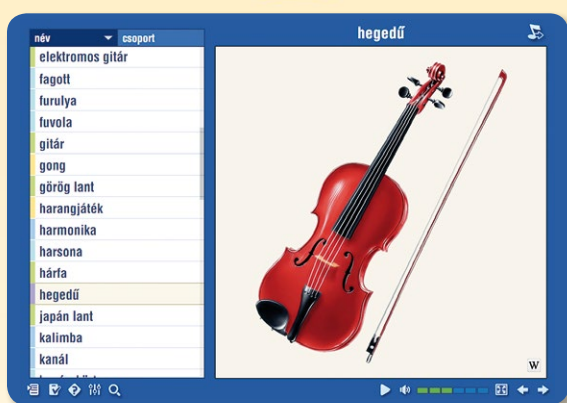 név csoport
elektromos gitár
fagott
furulya
fuvola
gitár
gong
görög lant
harangjáték
harmonika
harsona
hárfa
hegedű
japán lant
kalimba
kanál
hegedű
W